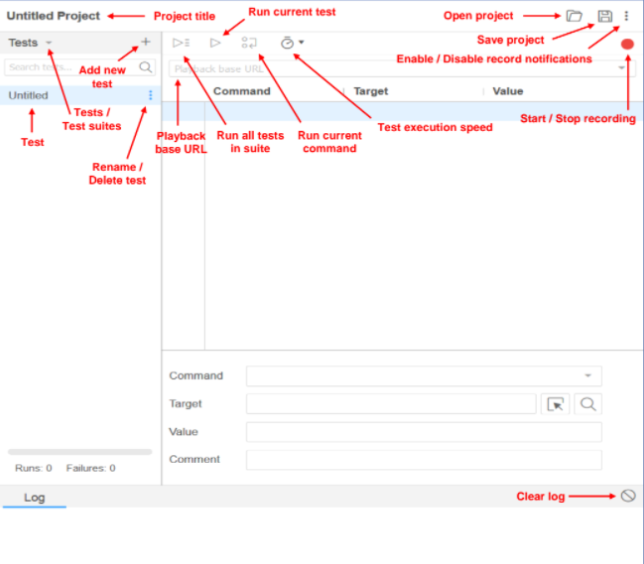 Untitled Project
Project title
Run current test
Open project
Save project
Enable / Disable record notifications
Tests
Search tests...
Add new
test
Playback base URL
Command
Target
Value
Start / Stop recording
Untitled
Tests /
Test suites
Test
Playback
base URL
Run all tests
in suite
Run current
command
Test execution speed
Rename /
Delete test
Command
Target
Value
Comment
Runs: 0 Failures: 0
Log
Clear log